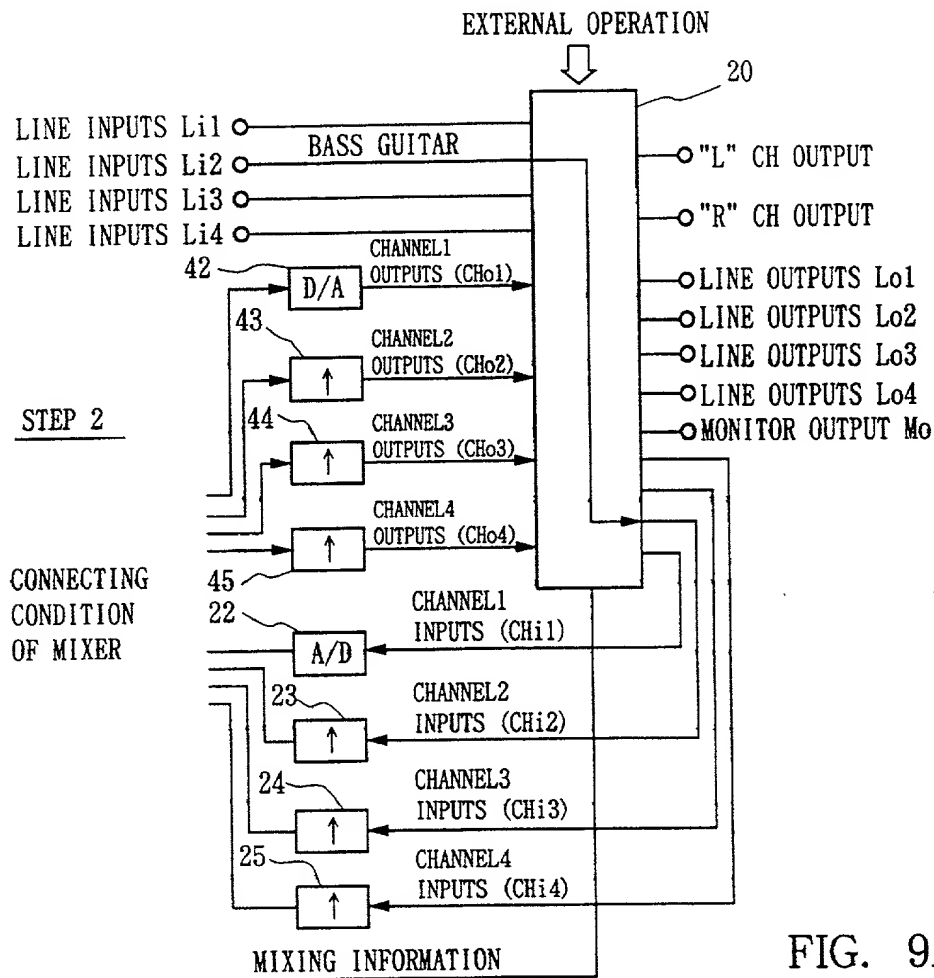 EXTERNAL OPERATION
20
LINE INPUTS Li1
LINE INPUTS Li2
BASS GUITAR
LINE INPUTS Li3
LINE INPUTS Li4
"L" CH OUTPUT
"R" CH OUTPUT
LINE OUTPUTS Lo1
LINE OUTPUTS Lo2
LINE OUTPUTS Lo3
LINE OUTPUTS Lo4
MONITOR OUTPUT Mo
42
D/A
CHANNEL1
OUTPUTS (CHo1)
43
↑
CHANNEL2
OUTPUTS (CHo2)
STEP 2
44
↑
CHANNEL3
OUTPUTS (CHo3)
45
↑
CHANNEL4
OUTPUTS (CHo4)
CONNECTING
CONDITION
OF MIXER
22
A/D
CHANNEL1
INPUTS (CHi1)
23
↑
CHANNEL2
INPUTS (CHi2)
24
↑
CHANNEL3
INPUTS (CHi3)
25
↑
CHANNEL4
INPUTS (CHi4)
MIXING INFORMATION
FIG. 9